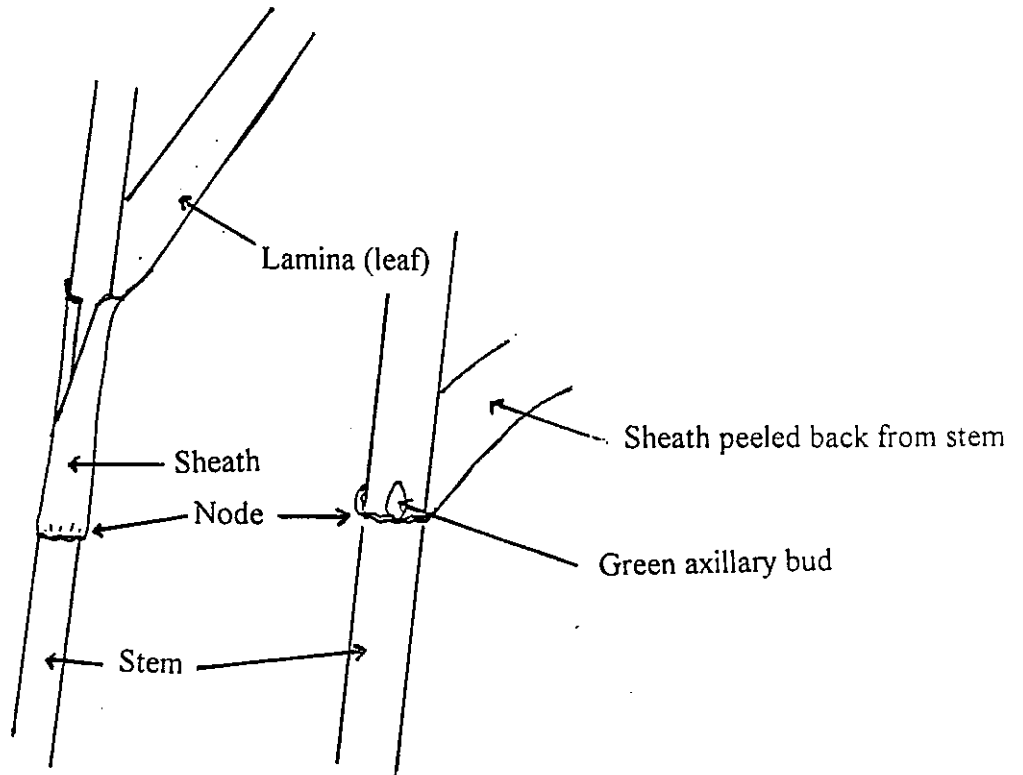 Lamina (leaf)
Sheath peeled back from stem
Sheath
Node
Green axillary bud
Stem